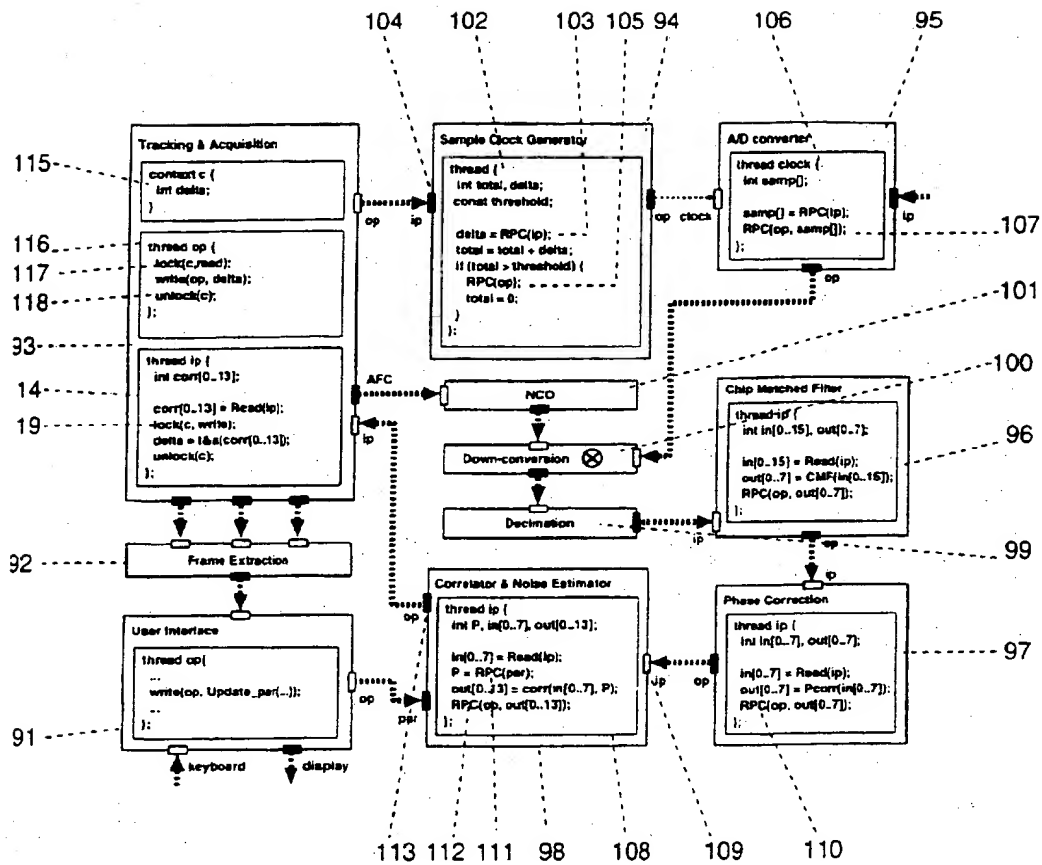 104 102 103 105 94 106 95
Tracking & Acquisition
115
context c {
int delta;
}
op
116
thread op {
117
lock(c,read);
write(op, delta);
118
unlock(c);
};
93
thread ip {
int corr[0..13];
14
corr[0..13] = Read(ip);
19
lock(c, write);
delta = t&a(corr[0..13]);
unlock(c);
};
AFC
ip
Sample Clock Generator
ip
thread {
int total, delta;
const threshold;
delta = RPC(ip);
total = total + delta;
if (total > threshold) {
RPC(op);
total = 0;
}
};
op
A/D converter
clock
thread clock {
int samp[];
samp[] = RPC(ip);
RPC(op, samp[]);
};
ip
107
op
101
NCO
100
Down-conversion
Decimation
99
Chip Matched Filter
thread ip {
int in[0..15], out[0..7];
96
in[0..15] = Read(ip);
out[0..7] = CMF(in[0..15]);
RPC(op, out[0..7]);
};
ip
op
ip
92
Frame Extraction
User Interface
thread op{
...
write(op, Update_par(...));
...
};
op
91
keyboard
display
Correlator & Noise Estimator
op
thread ip {
int P, in[0..7], out[0..13];
in[0..7] = Read(ip);
P = RPC(par);
out[0..13] = corr(in[0..7], P);
RPC(op, out[0..13]);
};
par
ip
Phase Correction
thread ip {
int in[0..7], out[0..7];
97
in[0..7] = Read(ip);
out[0..7] = Pcorr(in[0..7]);
RPC(op, out[0..7]);
};
op
113 112 111 98 108 109 110